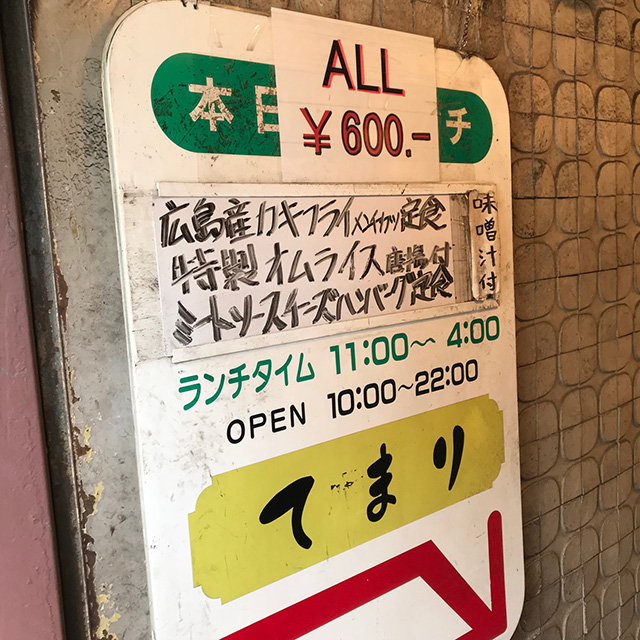 ALL
¥600.-
本日 チ
広島産カキフライメンチカツ定食
特製オムライス唐揚付
ミートソースチーズハンバーグ定食
味噌汁付
ランチタイム 11:00～4:00
OPEN 10:00～22:00
てまり